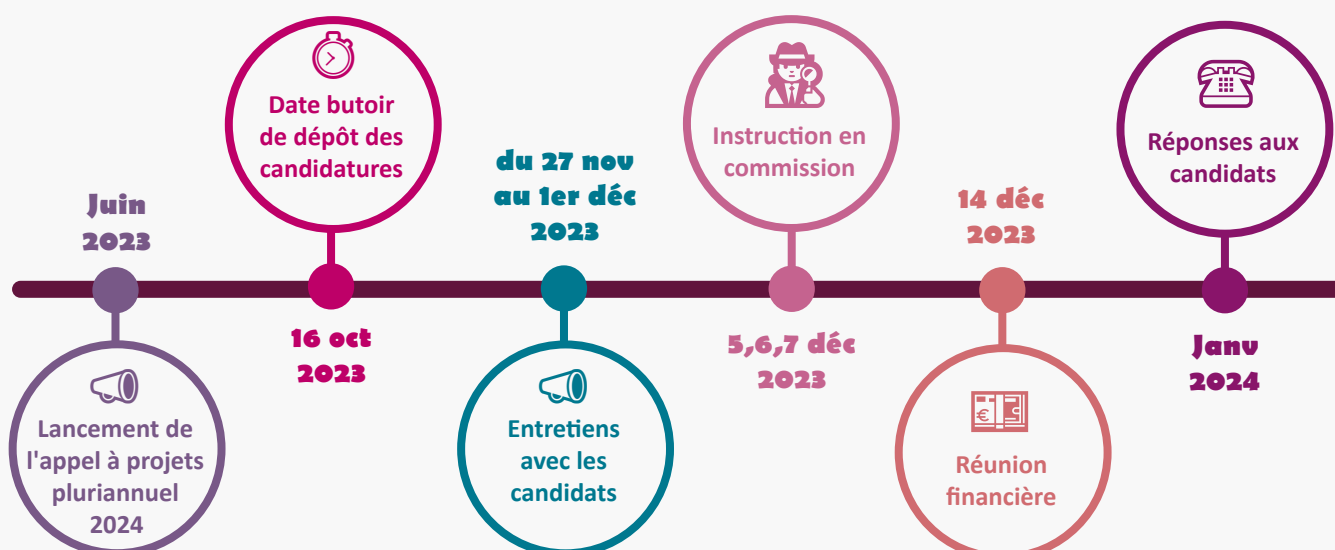 Juin
2023
Lancement de
l'appel à projets
pluriannuel
2024
Date butoir
de dépôt des
candidatures
16 oct
2023
du 27 nov
au 1er déc
2023
Entretiens
avec les
candidats
Instruction en
commission
5,6,7 déc
2023
14 déc
2023
Réunion
financière
Réponses aux
candidats
Janv
2024